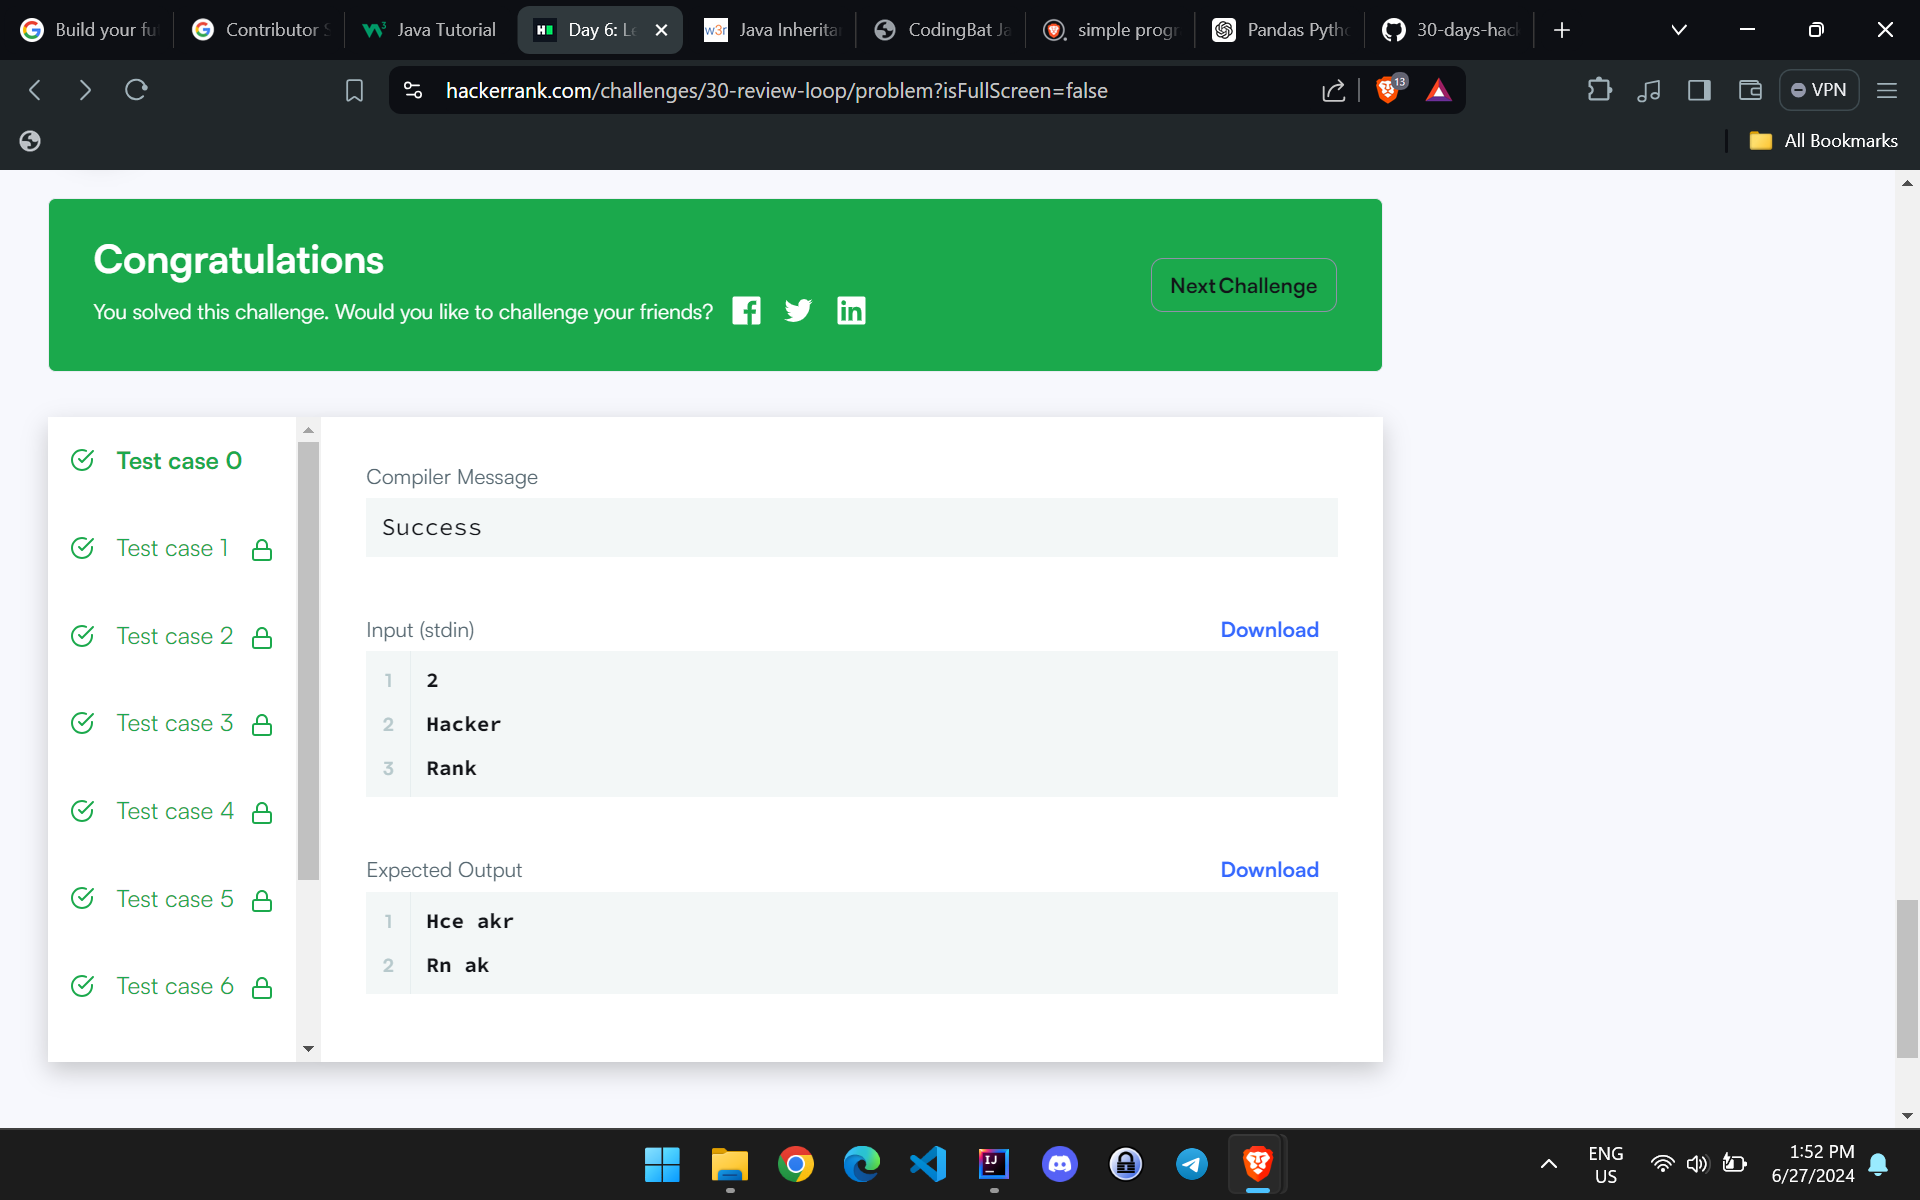 Build your fu
Contributor S
Java Tutorial
Day 6: Le
Java Inherita
CodingBat Ja
simple progr
Pandas Pyth
30-days-hack
hackerrank.com/challenges/30-review-loop/problem?isFullScreen=false
13
VPN
All Bookmarks
Congratulations
You solved this challenge. Would you like to challenge your friends?
Next Challenge
Test case 0
Test case 1
Test case 2
Test case 3
Test case 4
Test case 5
Test case 6
Compiler Message
Success
Input (stdin)
Download
1 2
2 Hacker
3 Rank
Expected Output
Download
1 Hce akr
2 Rn ak
ENG
US
1:52 PM
6/27/2024